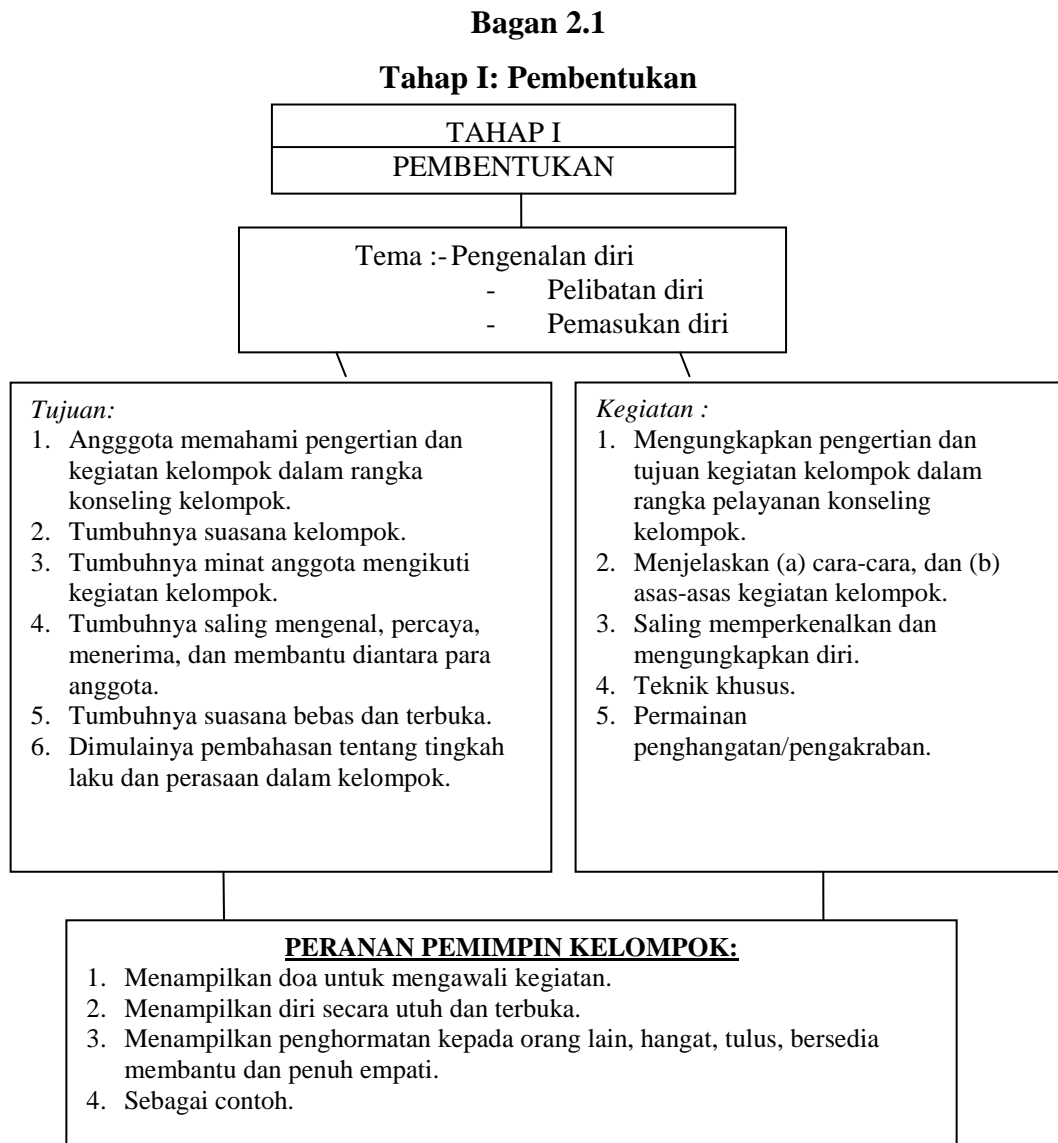 Bagan 2.1
Tahap I: Pembentukan
TAHAP I
PEMBENTUKAN
Tema :- Pengenalan diri
- Pelibatan diri
- Pemasukan diri
Tujuan:
1. Angggota memahami pengertian dan
kegiatan kelompok dalam rangka
konseling kelompok.
2. Tumbuhnya suasana kelompok.
3. Tumbuhnya minat anggota mengikuti
kegiatan kelompok.
4. Tumbuhnya saling mengenal, percaya,
menerima, dan membantu diantara para
anggota.
5. Tumbuhnya suasana bebas dan terbuka.
6. Dimulainya pembahasan tentang tingkah
laku dan perasaan dalam kelompok.
Kegiatan :
1. Mengungkapkan pengertian dan
tujuan kegiatan kelompok dalam
rangka pelayanan konseling
kelompok.
2. Menjelaskan (a) cara-cara, dan (b)
asas-asas kegiatan kelompok.
3. Saling memperkenalkan dan
mengungkapkan diri.
4. Teknik khusus.
5. Permainan
penghangatan/pengakraban.
PERANAN PEMIMPIN KELOMPOK:
1. Menampilkan doa untuk mengawali kegiatan.
2. Menampilkan diri secara utuh dan terbuka.
3. Menampilkan penghormatan kepada orang lain, hangat, tulus, bersedia
membantu dan penuh empati.
4. Sebagai contoh.